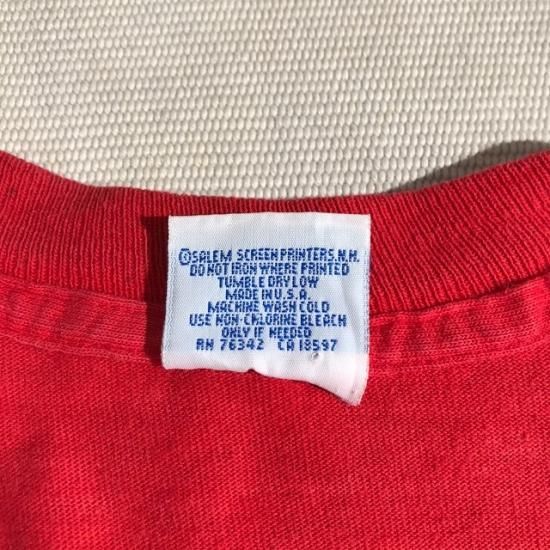 ©SALEM SCREEN PRINTERS, N.H.
DO NOT IRON WHERE PRINTED
TUMBLE DRY LOW
MADE IN U.S.A.
MACHINE WASH COLD
USE NON-CHLORINE BLEACH
ONLY IF NEEDED
RN 76342 CA 18597